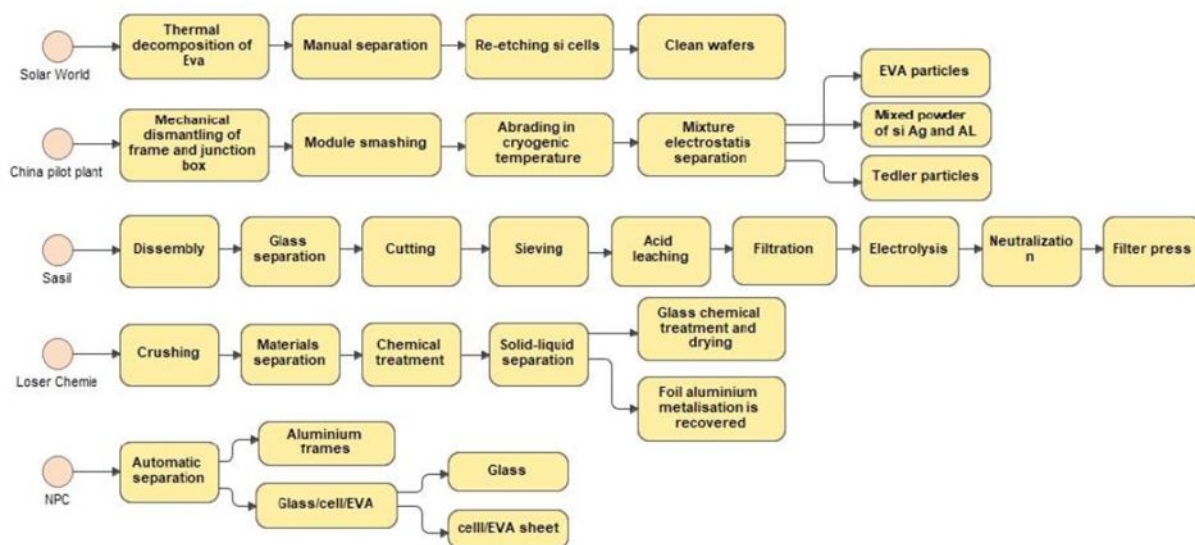 Thermal
decomposition of
Eva
Manual separation
Re-etching si cells
Clean wafers
Solar World
Mechanical
dismantling of
frame and junction
box
Module smashing
Abrading in
cryogenic
temperature
Mixture
electrostatis
separation
EVA particles
Mixed powder
of si Ag and AL
Tedler particles
China pilot plant
Dissembly
Glass
separation
Cutting
Sieving
Acid
leaching
Filtration
Electrolysis
Neutralizatio
n
Filter press
Sasil
Crushing
Materials
separation
Chemical
treatment
Solid-liquid
separation
Glass chemical
treatment and
drying
Foil aluminium
metalisation is
recovered
Loser Chemie
Automatic
separation
Aluminium
frames
Glass/cell/EVA
Glass
celll/EVA sheet
NPC